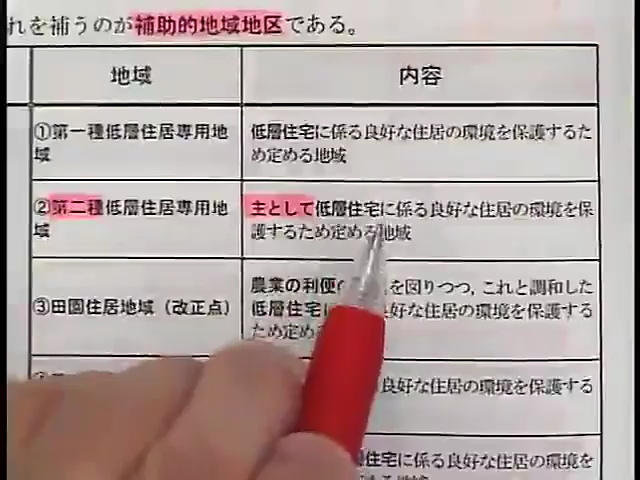 れを補うのが補助的地域地区である。
地域
内容
①第一種低層住居専用地
域
低層住宅に係る良好な住居の環境を保護するた
め定める地域
②第二種低層住居専用地
域
主として低層住宅に係る良好な住居の環境を保
護するため定める地域
③田園住居地域（改正点）
農業の利便
を図りつつ，これと調和した
低層住宅
る良好な住居の環境を保護する
ため定め
良好な住居の環境を保護する
住宅に係る良好な住居の環境を